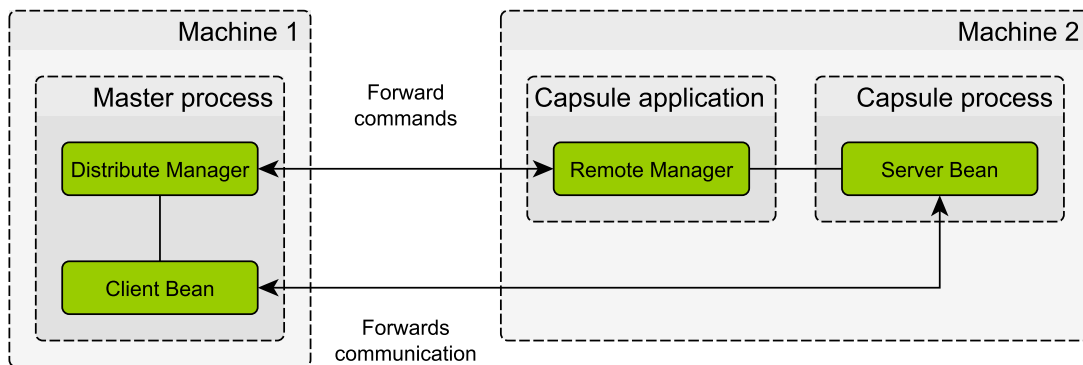 Machine 1
Machine 2
Master process
Forward
commands
Capsule application
Capsule process
Distribute Manager
Remote Manager
Server Bean
Client Bean
Forwards
communication